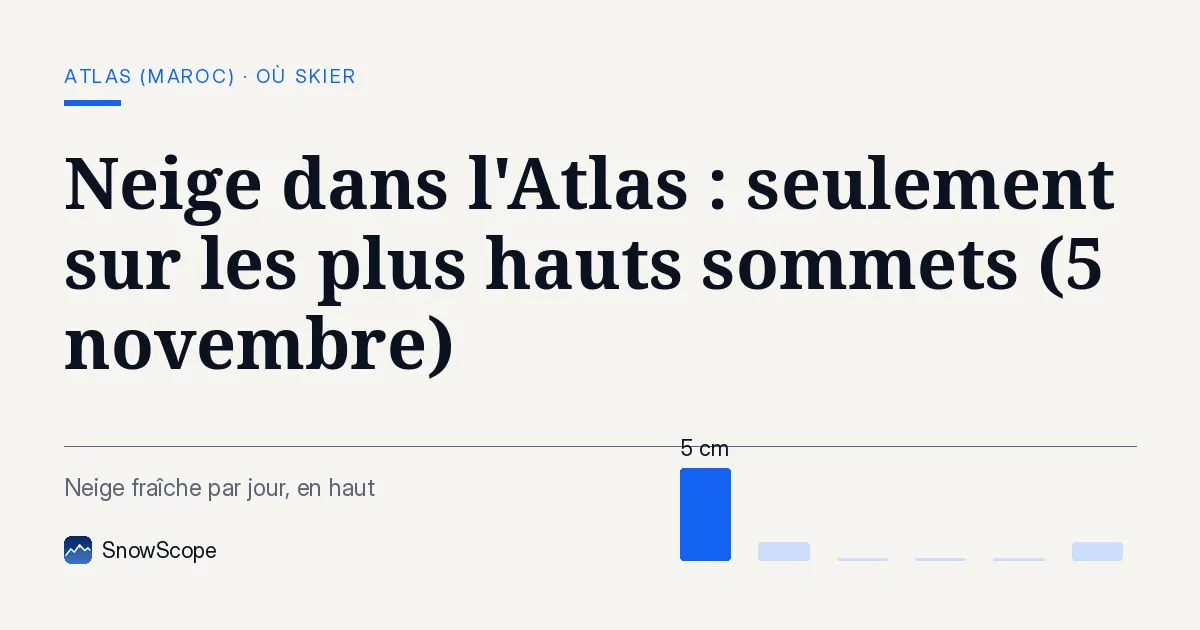 ATLAS (MAROC) · OÙ SKIER
Neige dans l'Atlas : seulement
sur les plus hauts sommets (5
novembre)
5 cm
Neige fraîche par jour, en haut
SnowScope